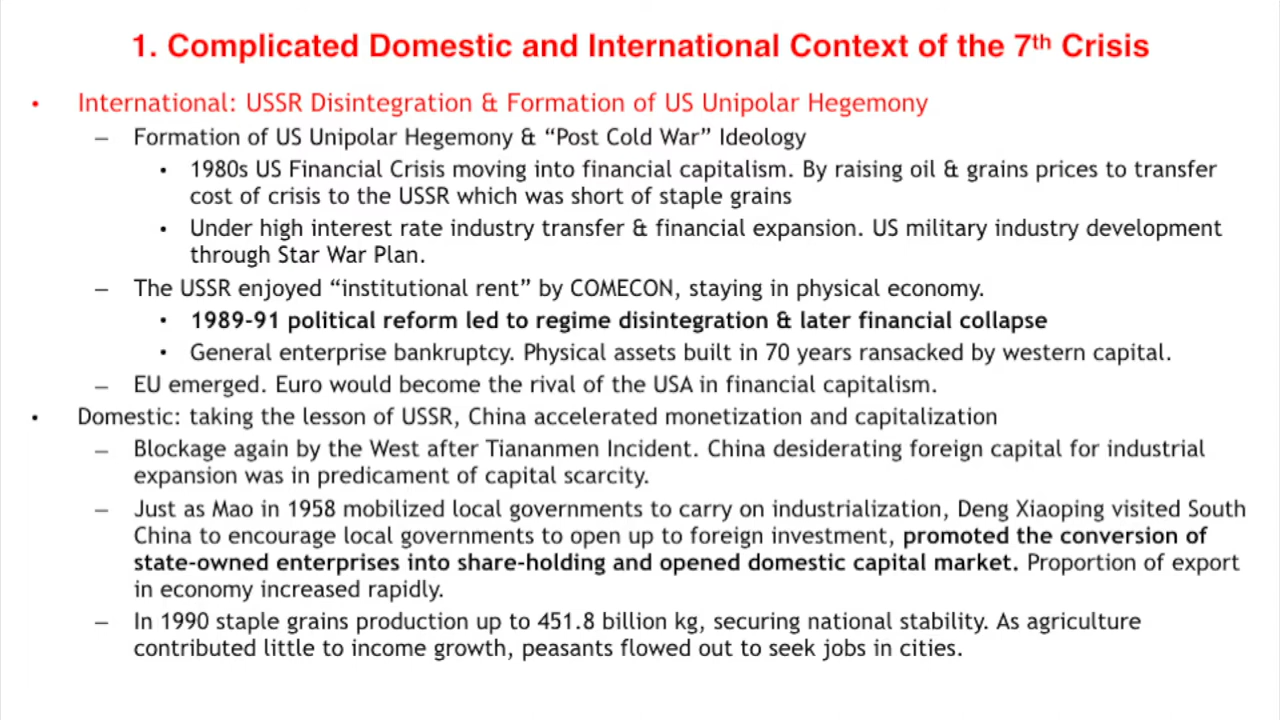 1. Complicated Domestic and International Context of the 7th Crisis
• International: USSR Disintegration & Formation of US Unipolar Hegemony
– Formation of US Unipolar Hegemony & “Post Cold War” Ideology
• 1980s US Financial Crisis moving into financial capitalism. By raising oil & grains prices to transfer
cost of crisis to the USSR which was short of staple grains
• Under high interest rate industry transfer & financial expansion. US military industry development
through Star War Plan.
– The USSR enjoyed “institutional rent” by COMECON, staying in physical economy.
• 1989-91 political reform led to regime disintegration & later financial collapse
• General enterprise bankruptcy. Physical assets built in 70 years ransacked by western capital.
– EU emerged. Euro would become the rival of the USA in financial capitalism.
• Domestic: taking the lesson of USSR, China accelerated monetization and capitalization
– Blockage again by the West after Tiananmen Incident. China desiderating foreign capital for industrial
expansion was in predicament of capital scarcity.
– Just as Mao in 1958 mobilized local governments to carry on industrialization, Deng Xiaoping visited South
China to encourage local governments to open up to foreign investment, promoted the conversion of
state-owned enterprises into share-holding and opened domestic capital market. Proportion of export
in economy increased rapidly.
– In 1990 staple grains production up to 451.8 billion kg, securing national stability. As agriculture
contributed little to income growth, peasants flowed out to seek jobs in cities.